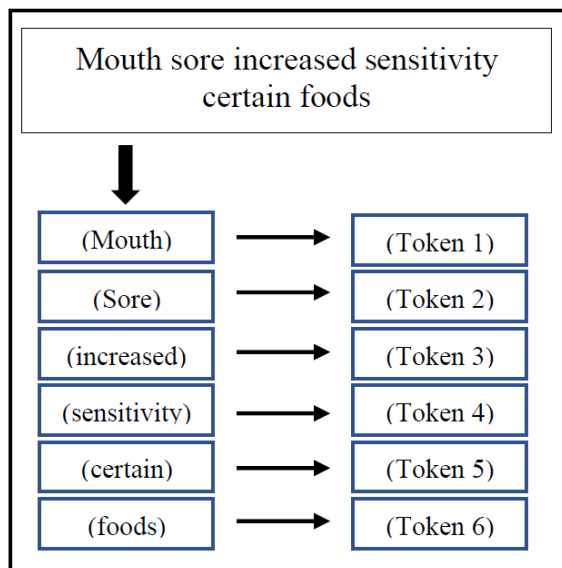 Mouth sore increased sensitivity
certain foods
(Mouth) (Token 1)
(Sore) (Token 2)
(increased) (Token 3)
(sensitivity) (Token 4)
(certain) (Token 5)
(foods) (Token 6)